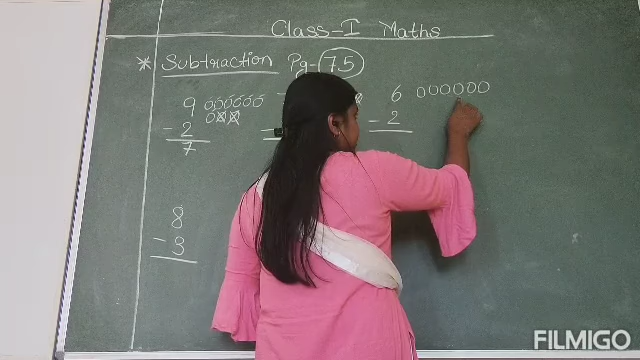 Class-I Maths
* Subtraction Pg-75
9
- 2
7
6
- 2
8
- 3
FILMIGO